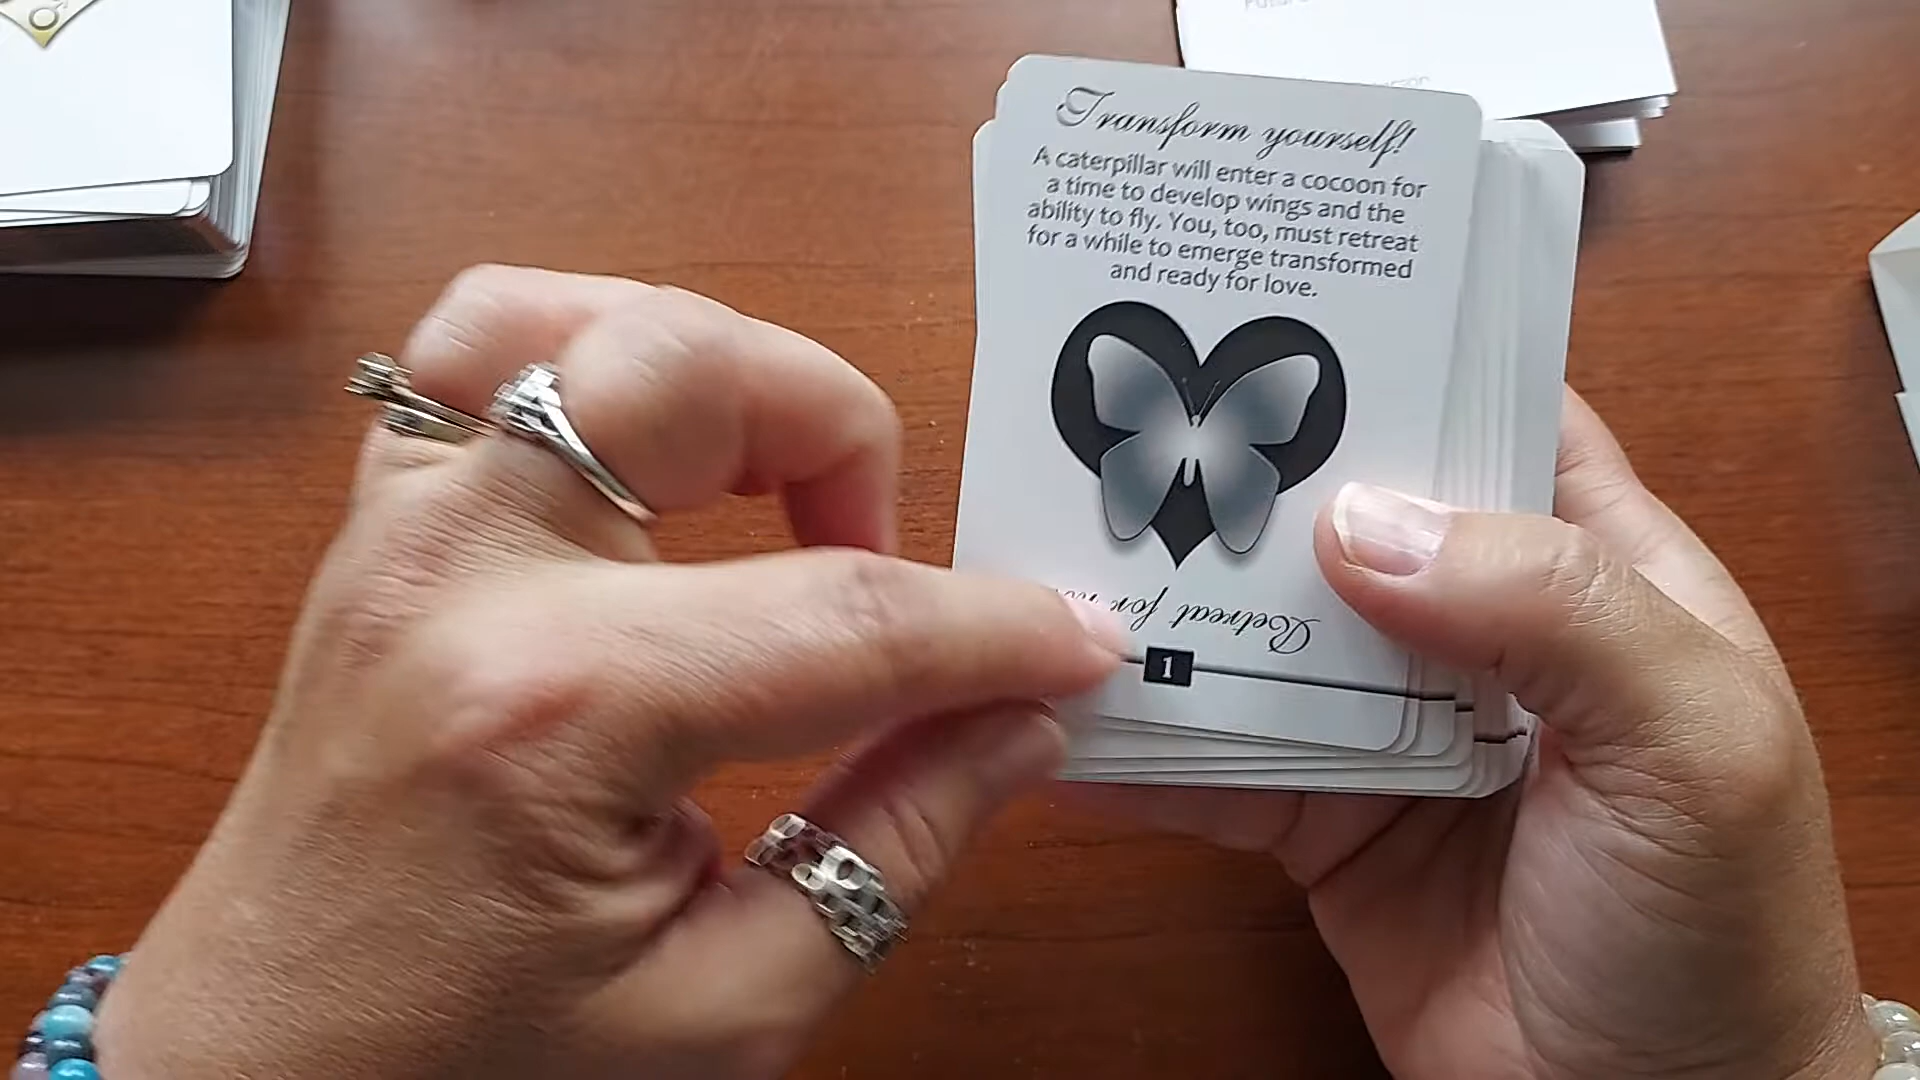 Transform yourself!
A caterpillar will enter a cocoon for
a time to develop wings and the
ability to fly. You, too, must retreat
for a while to emerge transformed
and ready for love.
Retreat for
1